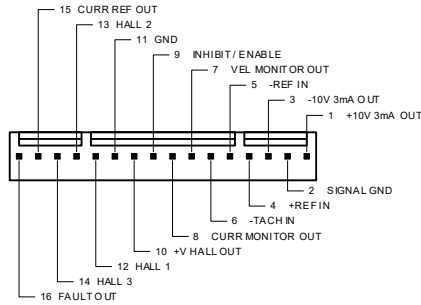 15 CURR REF OUT
13 HALL 2
11 GND
9 INHIBIT / ENABLE
7 VEL MONITOR OUT
5 -REF IN
3 -10V 3mA OUT
1 +10V 3mA OUT
2 SIGNAL GND
4 +REF IN
6 -TACH IN
8 CURR MONITOR OUT
10 +V HALL OUT
12 HALL 1
14 HALL 3
16 FAULT OUT